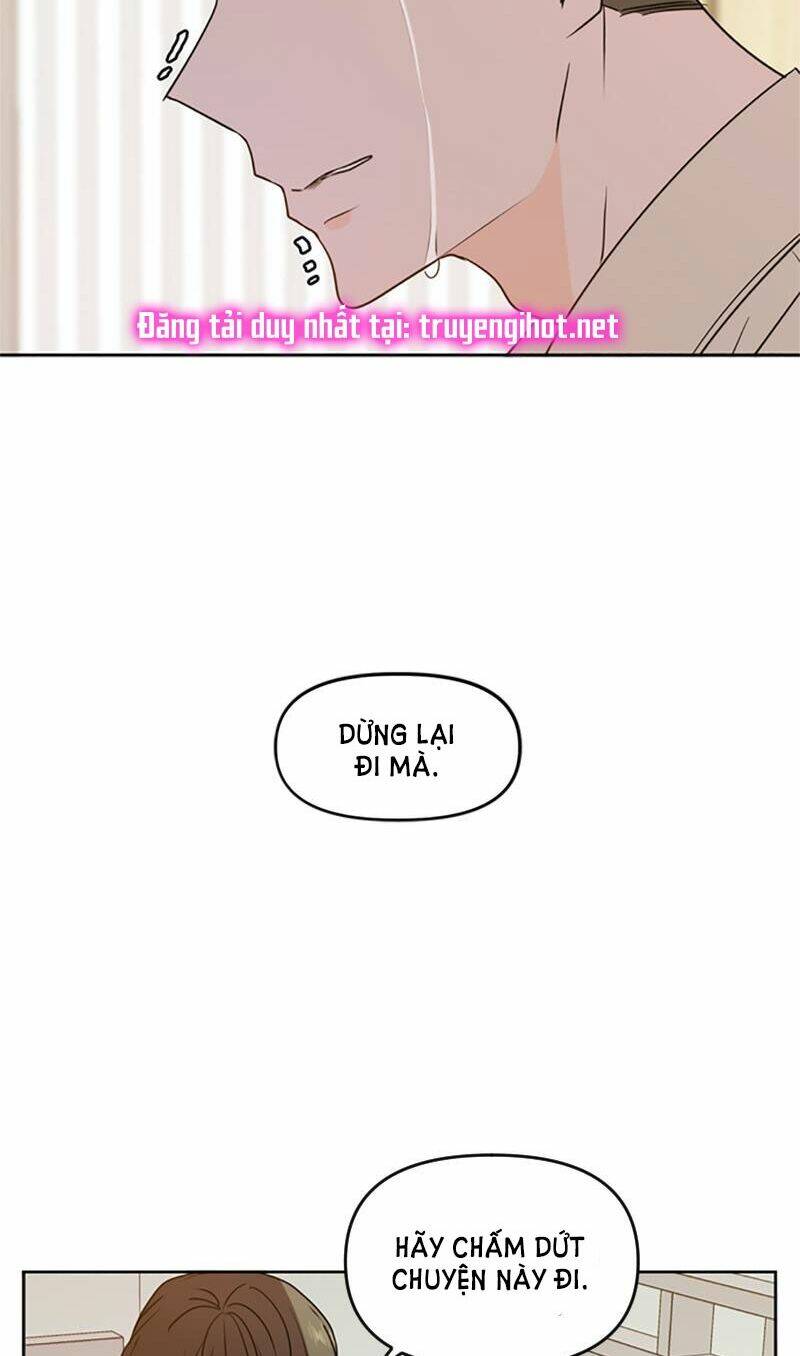 Đăng tải duy nhất tại: truyengihot.net
DỪNG LẠI
ĐI MÀ.
HÃY CHẤM DỨT
CHUYỆN NÀY ĐI.